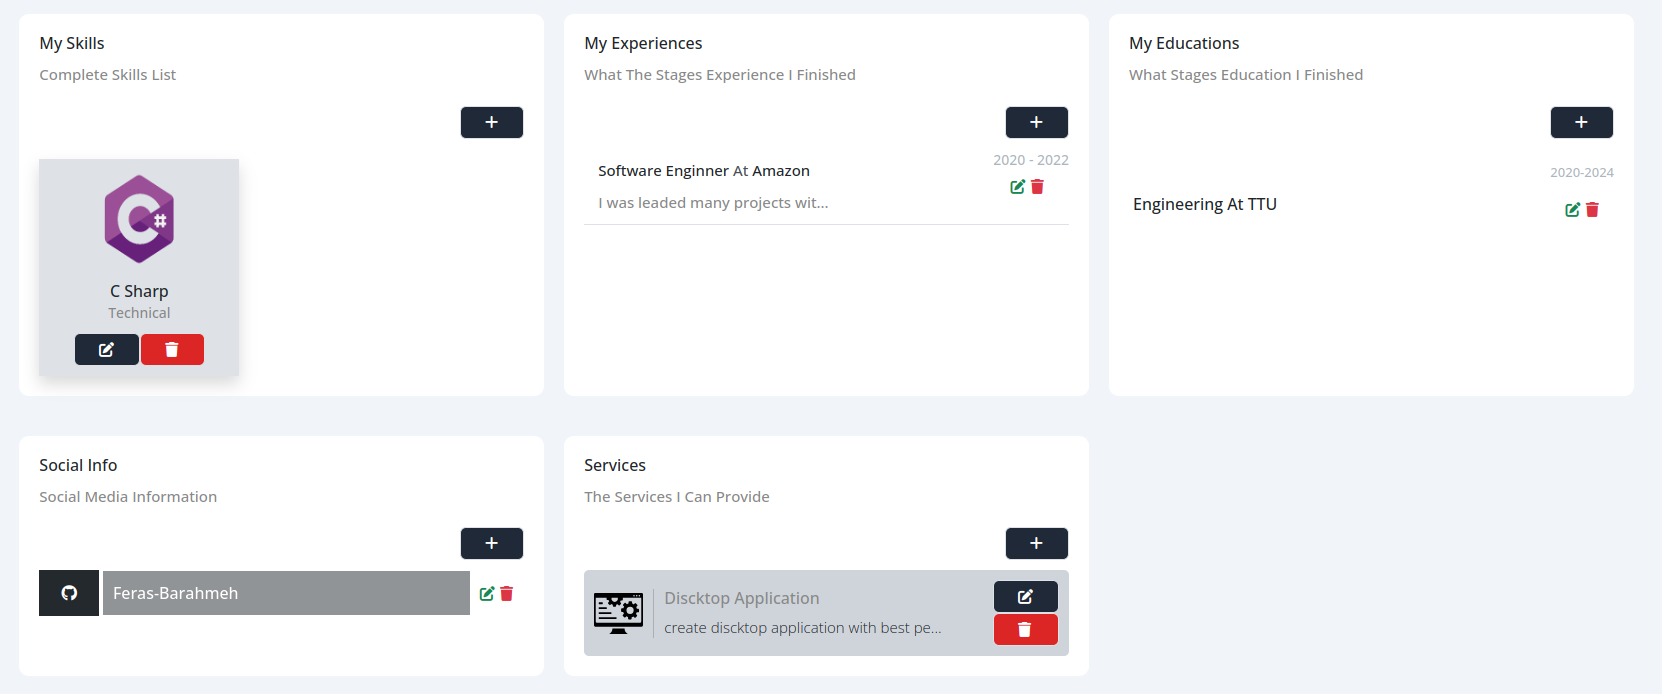 My Skills
Complete Skills List
+
C#
C Sharp
Technical
My Experiences
What The Stages Experience I Finished
+
2020 - 2022
Software Enginner At Amazon
I was leaded many projects wit...
My Educations
What Stages Education I Finished
+
2020-2024
Engineering At TTU
Social Info
Social Media Information
+
Feras-Barahmeh
Services
The Services I Can Provide
+
Discktop Application
create discktop application with best pe...